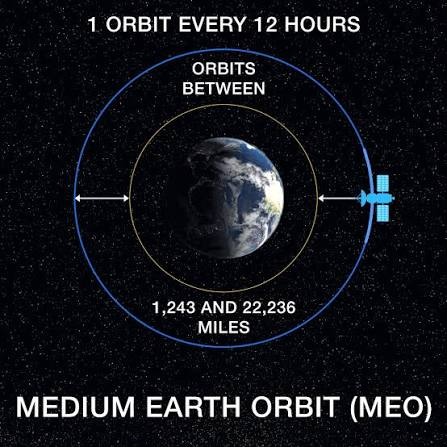 1 ORBIT EVERY 12 HOURS
ORBITS
BETWEEN
1,243 AND 22,236
MILES
MEDIUM EARTH ORBIT (MEO)